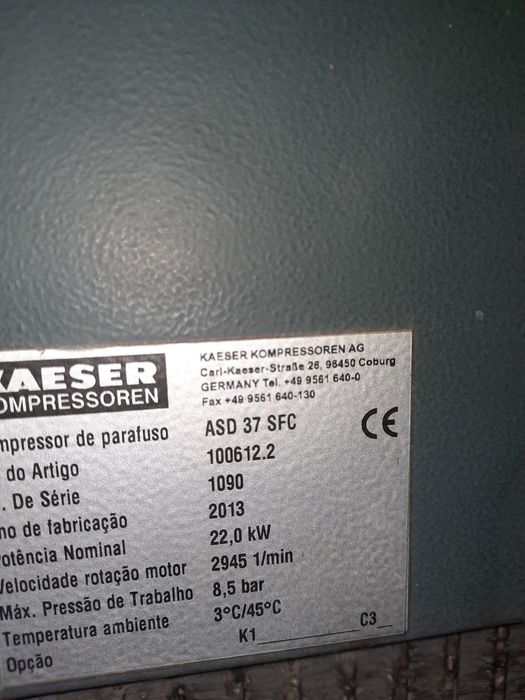 KAESER
KOMPRESSOREN AG
Carl-Kaeser-Straße 26, 96450 Coburg
GERMANY Tel. +49 9561 640-0
Fax +49 9561 640-130
KAESER
OMPRESSOREN
mpressor de parafuso ASD 37 SFC CE
do Artigo 100612.2
. De Série 1090
no de fabricação 2013
otência Nominal 22,0 kW
Velocidade rotação motor 2945 1/min
Máx. Pressão de Trabalho 8,5 bar
Temperatura ambiente 3°C/45°C
Opção K1 C3